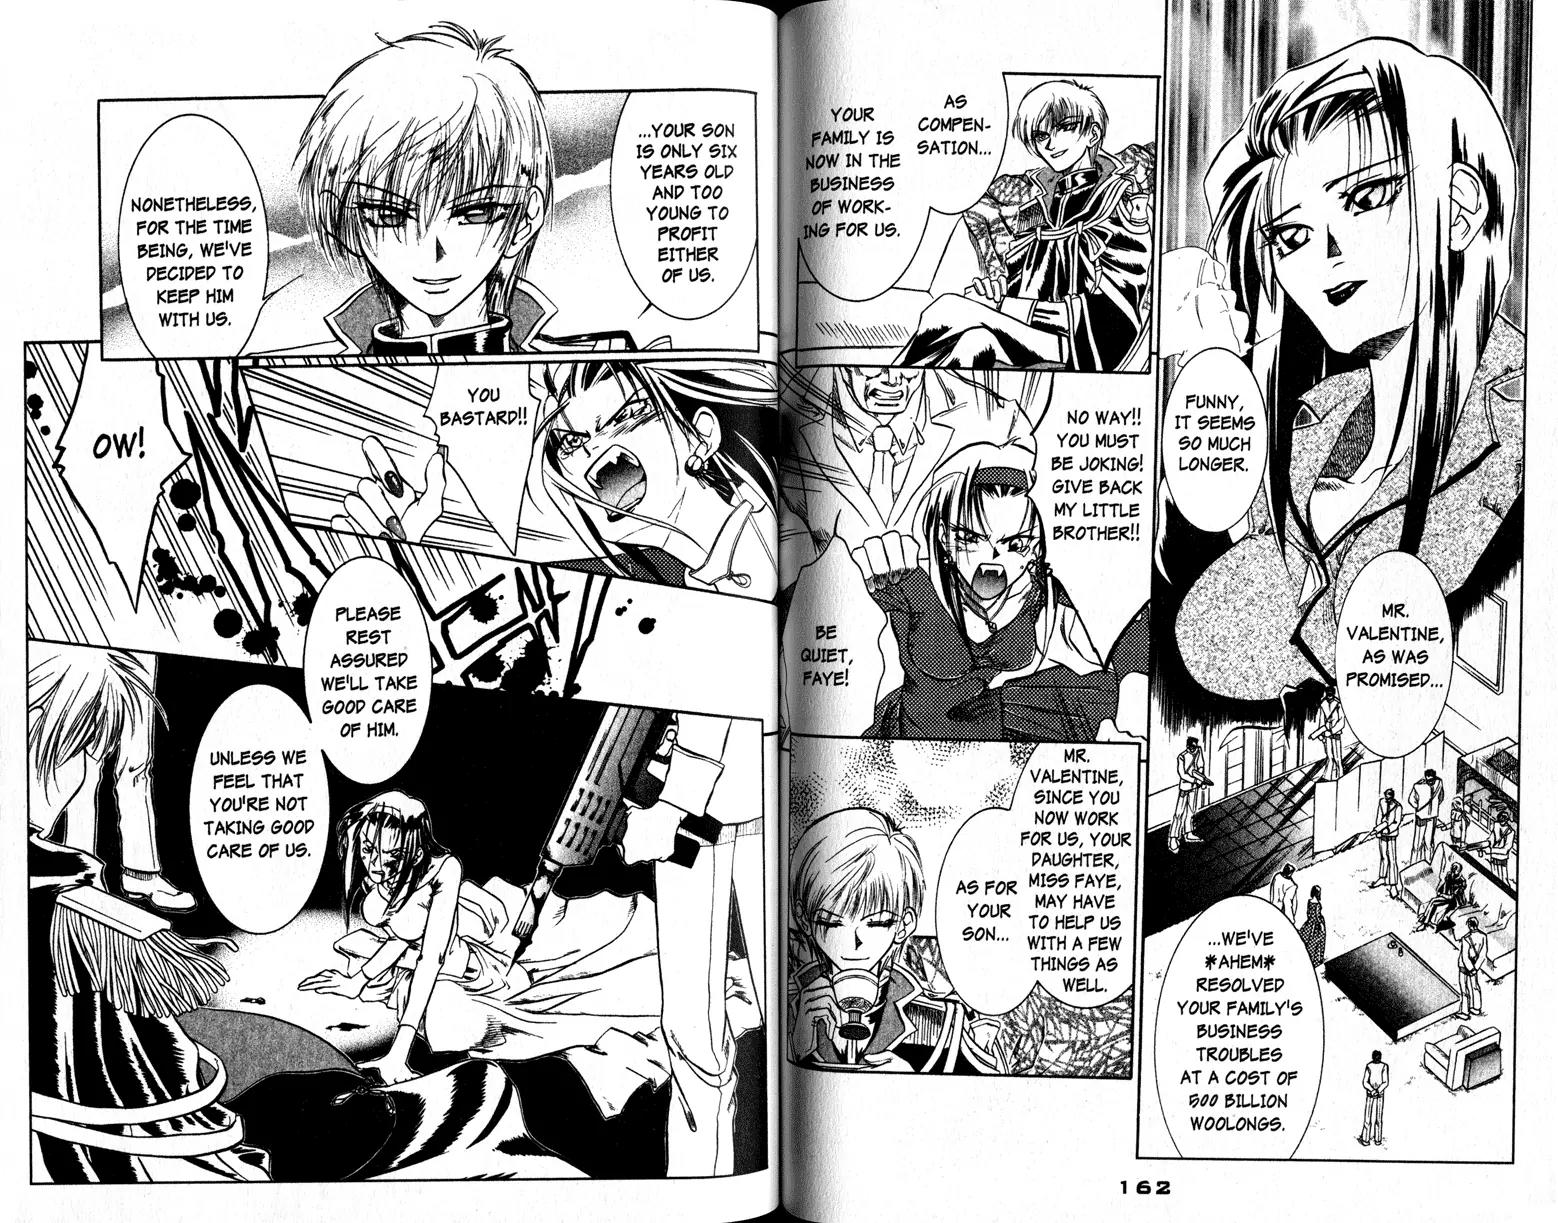 FUNNY,
IT SEEMS
SO MUCH
LONGER.
MR.
VALENTINE,
AS WAS
PROMISED...
...WE'VE
*AHEM*
RESOLVED
YOUR FAMILY'S
BUSINESS
TROUBLES
AT A COST OF
500 BILLION
WOOLONGS.
AS
COMPEN-
SATION...
YOUR
FAMILY IS
NOW IN THE
BUSINESS
OF WORK-
ING FOR US.
NO WAY!!
YOU MUST
BE JOKING!
GIVE BACK
MY LITTLE
BROTHER!!
BE
QUIET,
FAYE!
MR.
VALENTINE,
SINCE YOU
NOW WORK
FOR US, YOUR
DAUGHTER,
MISS FAYE,
MAY HAVE
TO HELP US
WITH A FEW
THINGS AS
WELL.
AS FOR
YOUR
SON...
162
...YOUR SON
IS ONLY SIX
YEARS OLD
AND TOO
YOUNG TO
PROFIT
EITHER
OF US.
NONETHELESS,
FOR THE TIME
BEING, WE'VE
DECIDED TO
KEEP HIM
WITH US.
YOU
BASTARD!!
OW!
PLEASE
REST
ASSURED
WE'LL TAKE
GOOD CARE
OF HIM.
UNLESS WE
FEEL THAT
YOU'RE NOT
TAKING GOOD
CARE OF US.